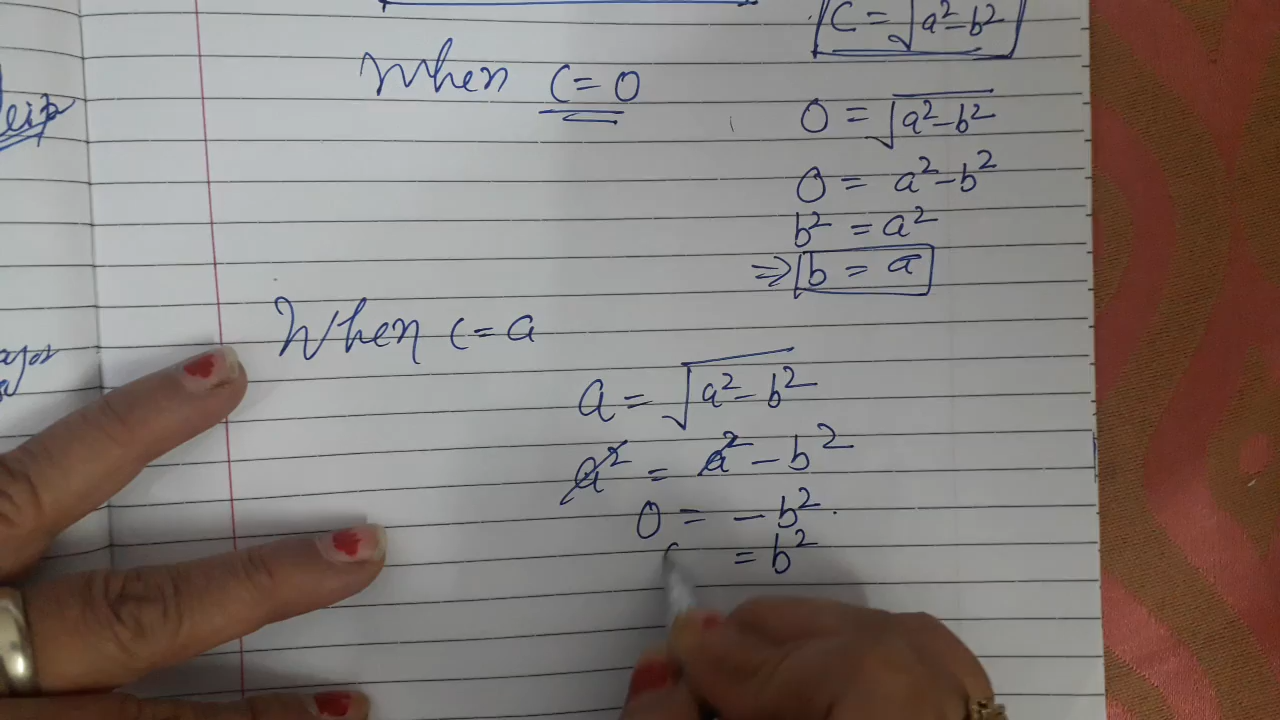 C = √a²-b²
When C = 0
0 = √a²-b²
0 = a²-b²
b² = a²
⇒ b = a
When C = a
a = √a²-b²
a² = a² - b²
0 = -b².
= b²